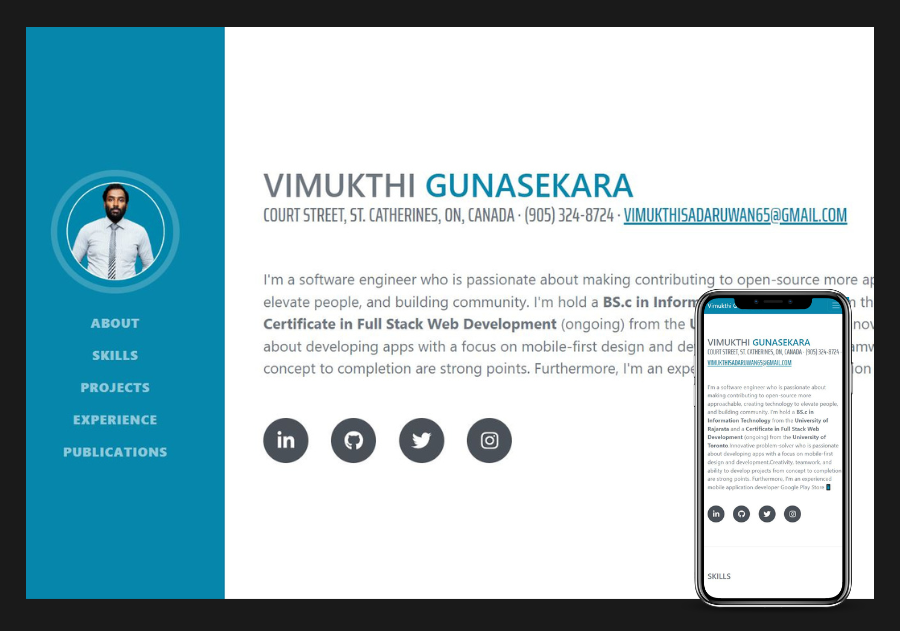 ABOUT
SKILLS
PROJECTS
EXPERIENCE
PUBLICATIONS
VIMUKTHI GUNASEKARA
COURT STREET, ST. CATHERINES, ON, CANADA · (905) 324-8724 · VIMUKTHISADARUWAN65@GMAIL.COM
I'm a software engineer who is passionate about making contributing to open-source more ap
elevate people, and building community. I'm hold a BS.c in Inform
th
Certificate in Full Stack Web Development (ongoing) from the U
nov
about developing apps with a focus on mobile-first design and de
amw
concept to completion are strong points. Furthermore, I'm an expe
ion
in
Vimukthi G
VIMUKTHI GUNASEKARA
COURT STREET, ST. CATHERINES, ON, CANADA · (905) 324-8724 ·
VIMUKTHISADARUWAN65@GMAIL.COM
I'm a software engineer who is passionate about
making contributing to open-source more
approachable, creating technology to elevate people,
and building community. I'm hold a BS.c in
Information Technology from the University of
Rajarata and a Certificate in Full Stack Web
Development (ongoing) from the University of
Toronto Innovative problem-solver who is passionate
about developing apps with a focus on mobile-first
design and development.Creativity, teamwork, and
ability to develop projects from concept to completion
are strong points. Furthermore, I'm an experienced
mobile application developer Google Play Store
in
SKILLS